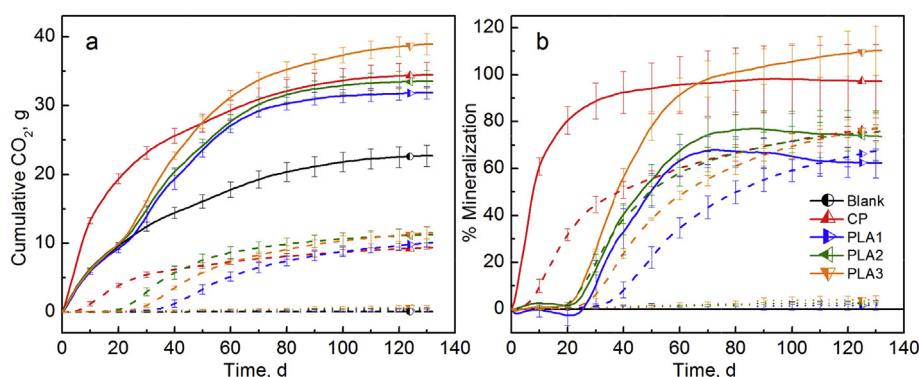 a
Cumulative CO2, g
40
30
20
10
0
0 20 40 60 80 100 120 140
Time, d
b
% Mineralization
120
100
80
60
40
20
0
Blank
CP
PLA1
PLA2
PLA3
0 20 40 60 80 100 120 140
Time, d